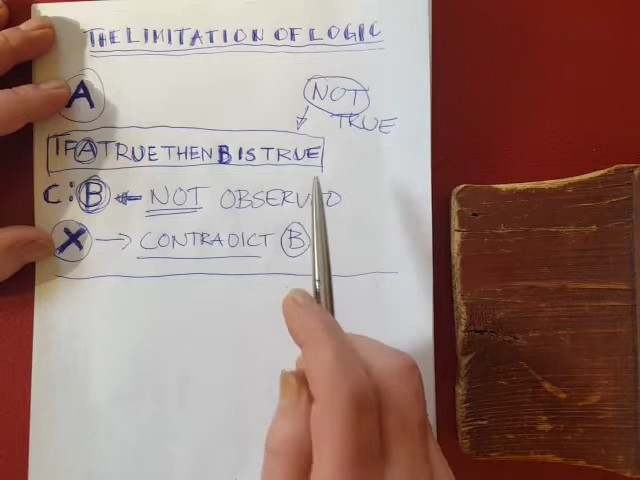 THE LIMITATION OF LOGIC
A
NOT
TRUE
IF A TRUE THEN B IS TRUE
C: B ← NOT OBSERVED
X → CONTRADICT B